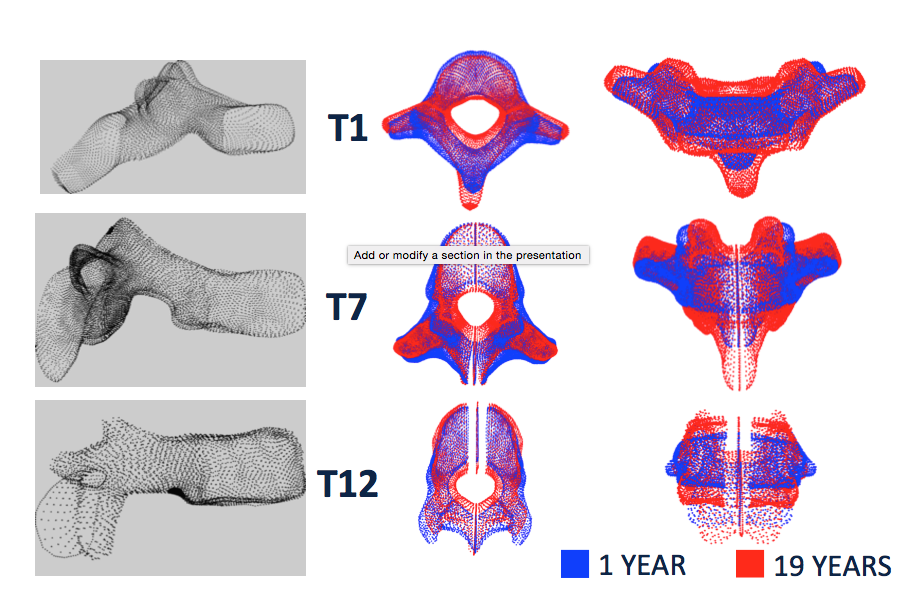 T1
Add or modify a section in the presentation
T7
T12
1 YEAR
19 YEARS